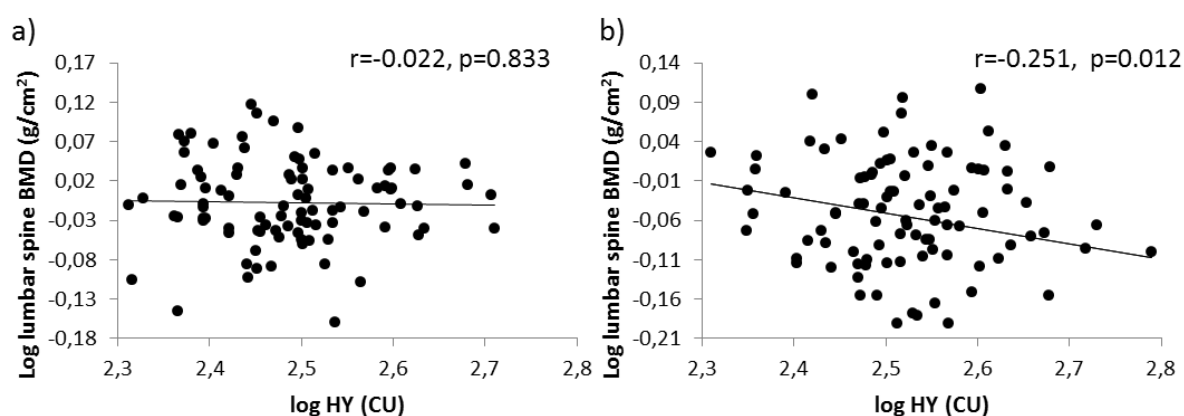 a)
r=-0.022, p=0.833
Log lumbar spine BMD (g/cm²)
0,17
0,12
0,07
0,02
-0,03
-0,08
-0,13
-0,18
2,3 2,4 2,5 2,6 2,7 2,8
log HY (CU)
b)
r=-0.251, p=0.012
Log lumbar spine BMD (g/cm²)
0,14
0,09
0,04
-0,01
-0,06
-0,11
-0,16
-0,21
2,3 2,4 2,5 2,6 2,7 2,8
log HY (CU)